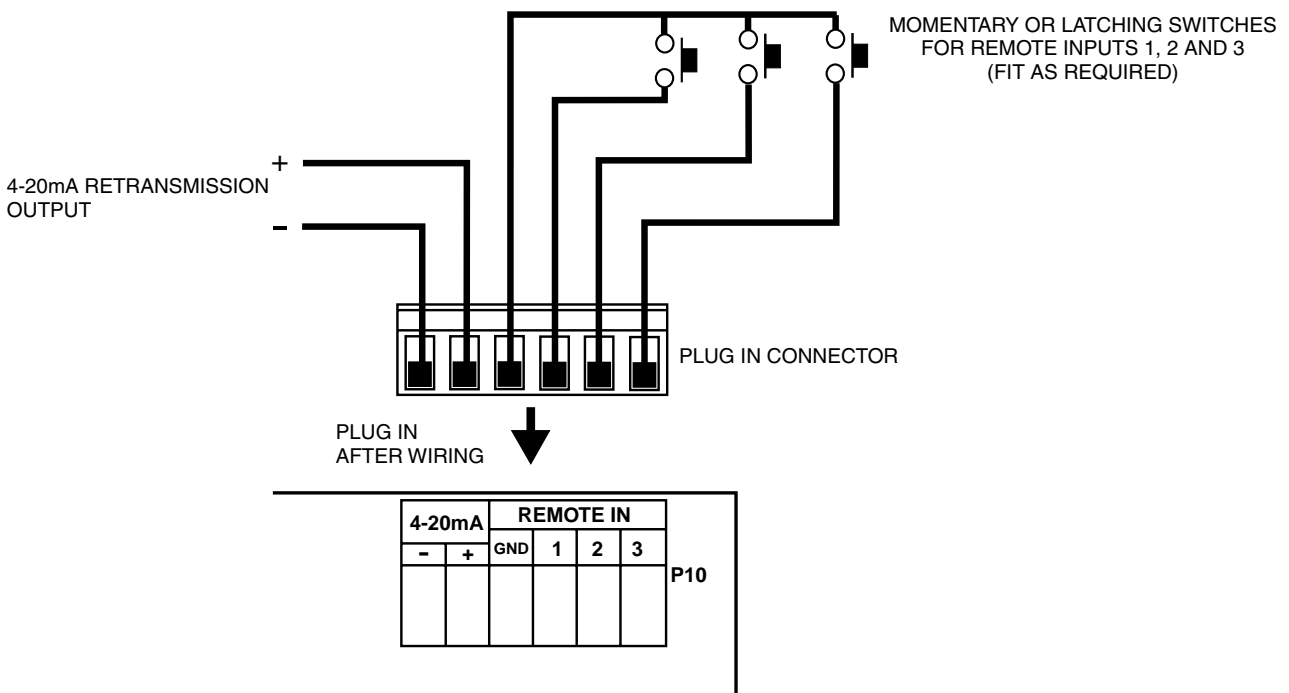 MOMENTARY OR LATCHING SWITCHES
FOR REMOTE INPUTS 1, 2 AND 3
(FIT AS REQUIRED)
+
4-20mA RETRANSMISSION
OUTPUT
-
PLUG IN CONNECTOR
PLUG IN
AFTER WIRING
4-20mA REMOTE IN
- + GND 1 2 3
P10